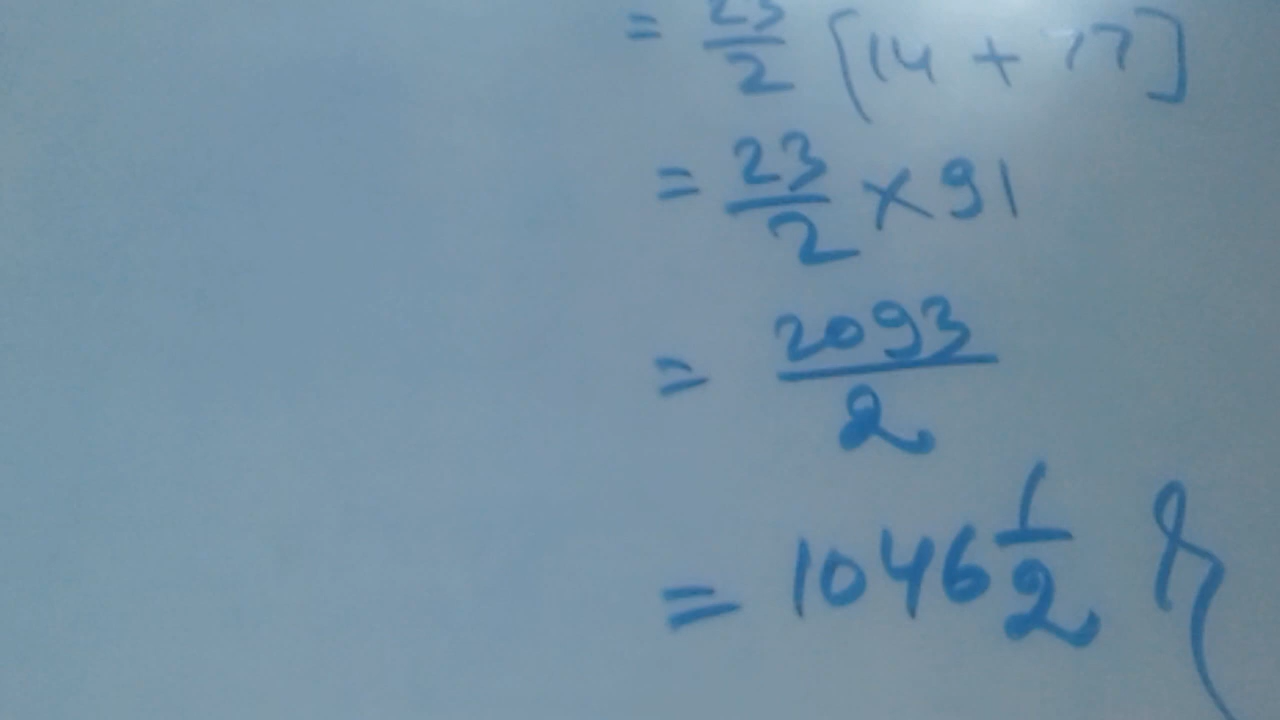 = 23/2 [14 + 77]
= 23/2 × 91
= 2093/2
= 1046 1/2